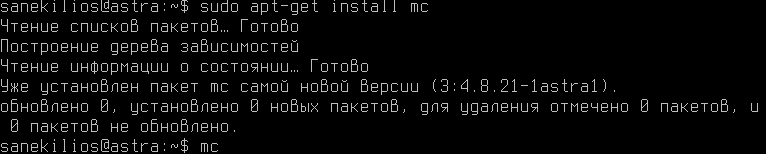 sanekilios@astra:~$ sudo apt-get install mc
Чтение списков пакетов… Готово
Построение дерева зависимостей
Чтение информации о состоянии… Готово
Уже установлен пакет mc самой новой версии (3:4.8.21-1astra1).
обновлено 0, установлено 0 новых пакетов, для удаления отмечено 0 пакетов, и
0 пакетов не обновлено.
sanekilios@astra:~$ mc